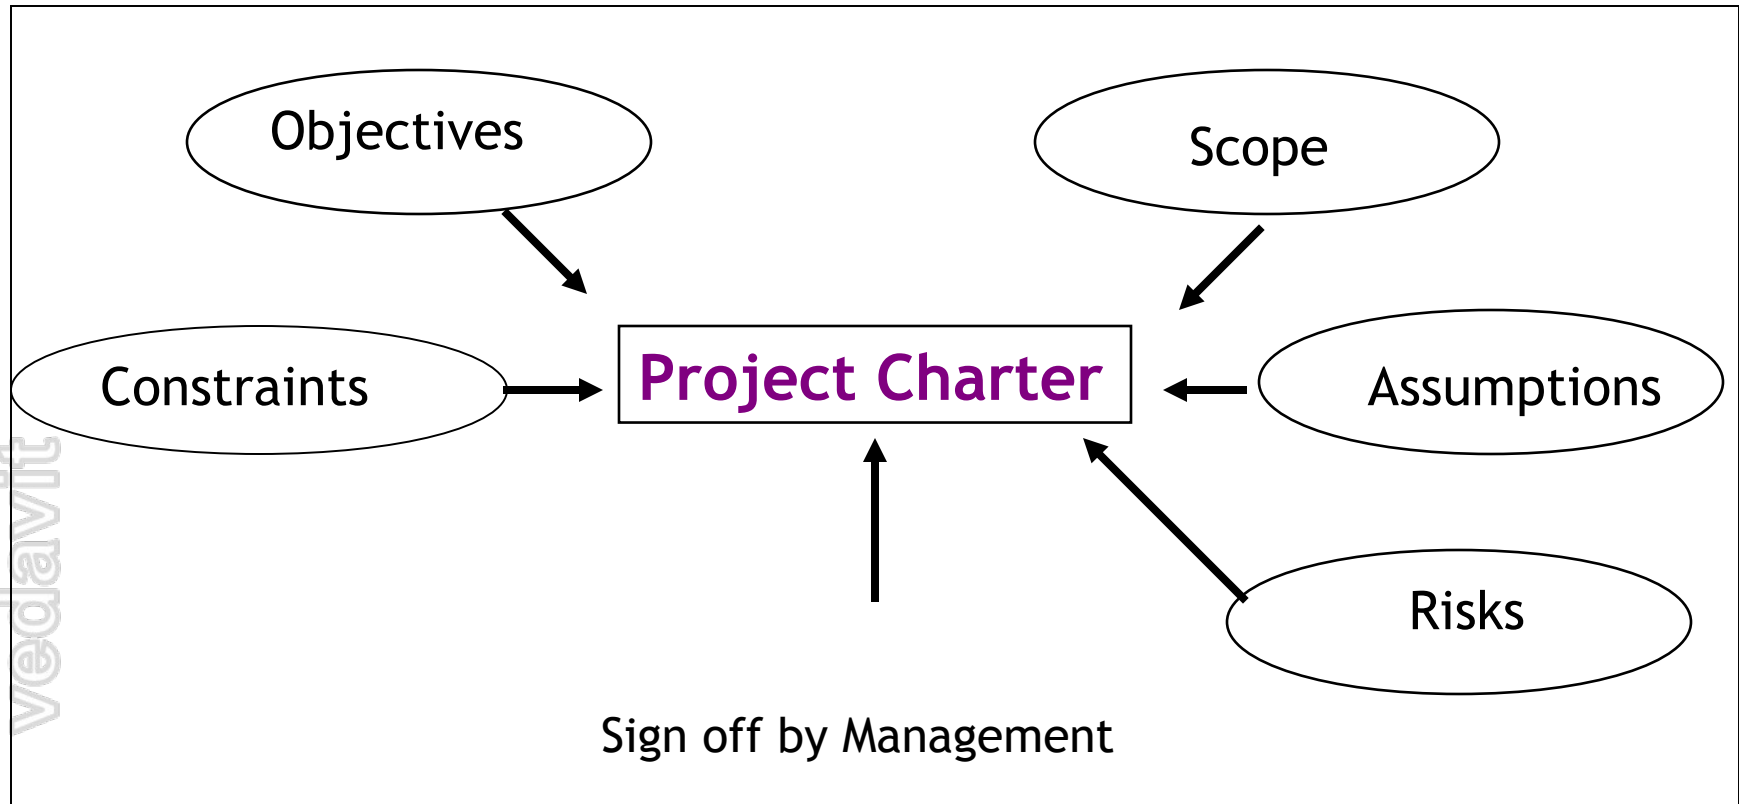 Objectives
Scope
Project Charter
Constraints
Assumptions
Risks
Sign off by Management
vedavit